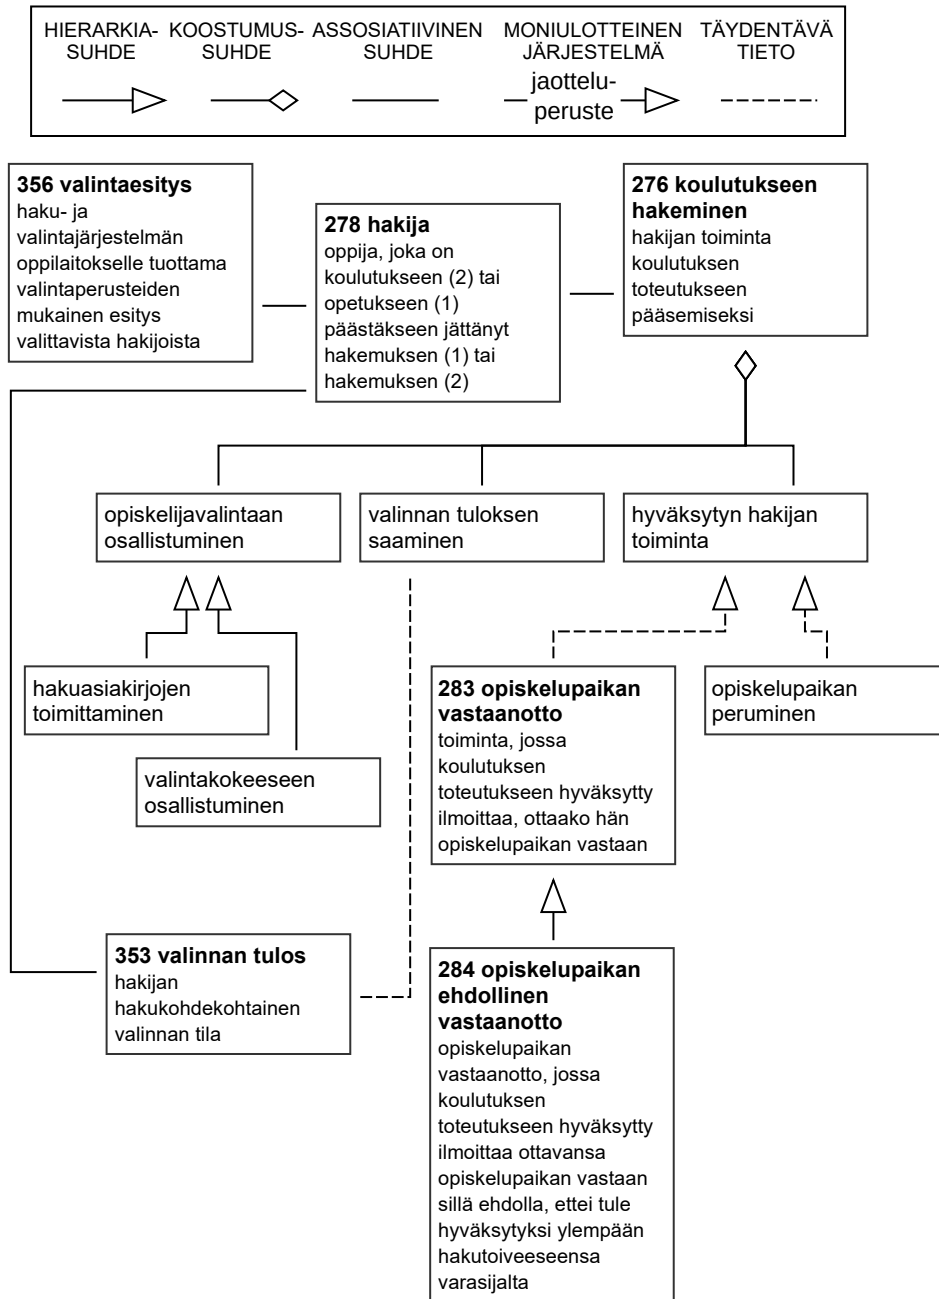 HIERARKIA-
SUHDE
KOOSTUMUS-
SUHDE
ASSOSIATIIVINEN
SUHDE
MONIULOTTEINEN
JÄRJESTELMÄ
jaottelu-
peruste
TÄYDENTÄVÄ
TIETO
356 valintaesitys
haku- ja
valintajärjestelmän
oppilaitokselle tuottama
valintaperusteiden
mukainen esitys
valittavista hakijoista
278 hakija
oppija, joka on
koulutukseen (2) tai
opetukseen (1)
päästäkseen jättänyt
hakemuksen (1) tai
hakemuksen (2)
276 koulutukseen
hakeminen
hakijan toiminta
koulutuksen
toteutukseen
pääsemiseksi
opiskelijavalintaan
osallistuminen
valinnan tuloksen
saaminen
hyväksytyn hakijan
toiminta
hakuasiakirjojen
toimittaminen
valintakokeeseen
osallistuminen
283 opiskelupaikan
vastaanotto
toiminta, jossa
koulutuksen
toteutukseen hyväksytty
ilmoittaa, ottaako hän
opiskelupaikan vastaan
opiskelupaikan
peruminen
353 valinnan tulos
hakijan
hakukohdekohtainen
valinnan tila
284 opiskelupaikan
ehdollinen
vastaanotto
opiskelupaikan
vastaanotto, jossa
koulutuksen
toteutukseen hyväksytty
ilmoittaa ottavansa
opiskelupaikan vastaan
sillä ehdolla, ettei tule
hyväksytyksi ylempään
hakutoiveeseensa
varasijalta